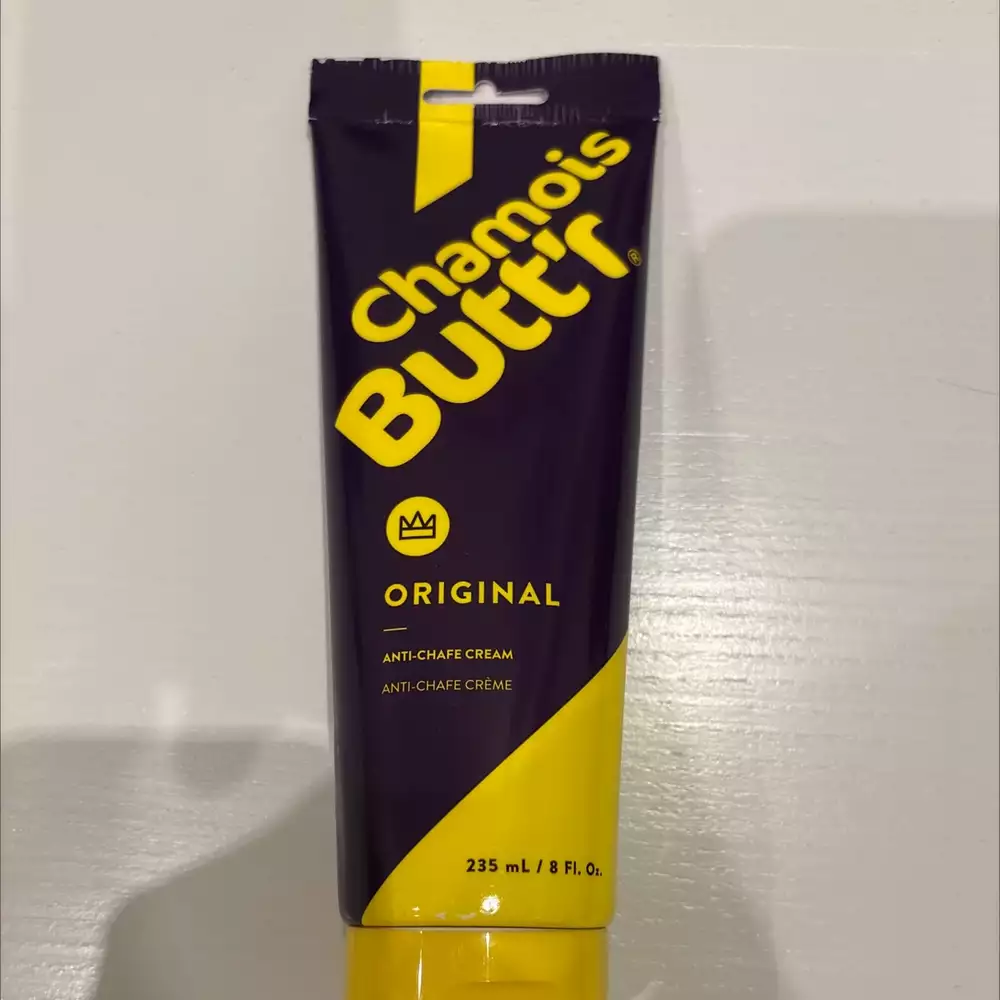 Chamois
Butt'r®
ORIGINAL
ANTI-CHAFE CREAM
ANTI-CHAFE CRÈME
235 mL / 8 Fl. Oz.